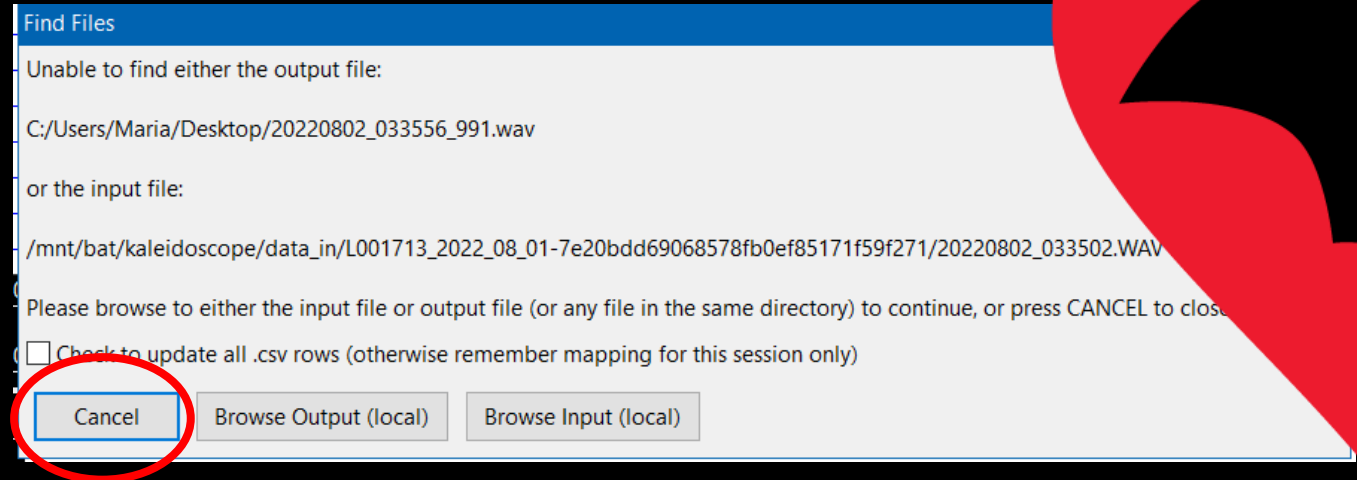 Find Files
Unable to find either the output file:
C:/Users/Maria/Desktop/20220802_033556_991.wav
or the input file:
/mnt/bat/kaleidoscope/data_in/L001713_2022_08_01-7e20bdd69068578fb0ef85171f59f271/20220802_033502.WAV
Please browse to either the input file or output file (or any file in the same directory) to continue, or press CANCEL to close
Check to update all .csv rows (otherwise remember mapping for this session only)
Cancel Browse Output (local) Browse Input (local)